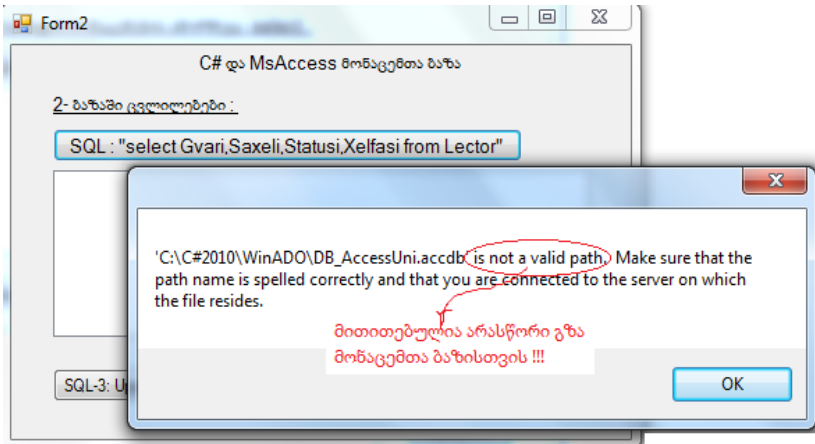 Form2
C# და MsAccess მონაცემთა ბაზა
2- ბაზაში ცვლილებები :
SQL : "select Gvari,Saxeli,Statusi,Xelfasi from Lector"
'C:\C#2010\WinADO\DB_AccessUni.accdb' is not a valid path. Make sure that the
path name is spelled correctly and that you are connected to the server on which
the file resides.
მითითებულია არასწორი გზა
მონაცემთა ბაზისთვის !!!
OK
SQL-3: U